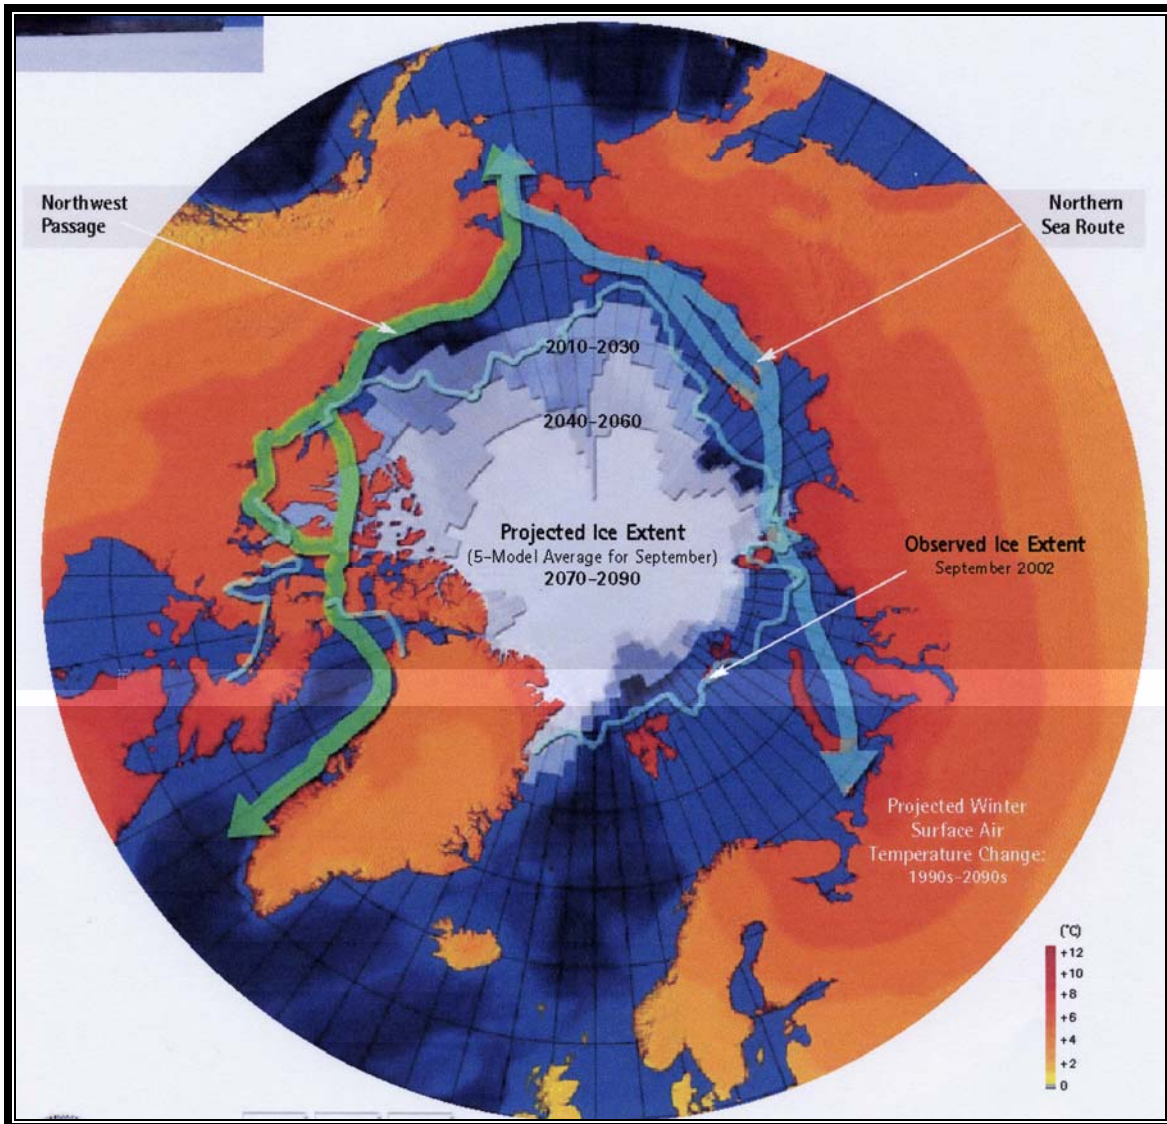 Northwest
Passage
Northern
Sea Route
2010–2030
2040–2060
Projected Ice Extent
(5–Model Average for September)
2070–2090
Observed Ice Extent
September 2002
Projected Winter
Surface Air
Temperature Change:
1990s–2090s
(°C)
+12
+10
+8
+6
+4
+2
0